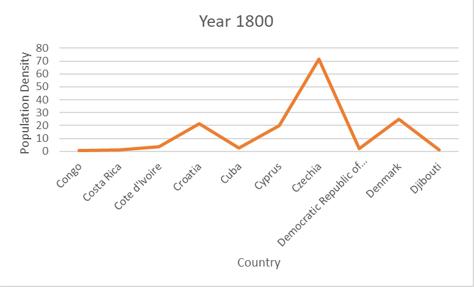 Year 1800
Population Density
80
70
60
50
40
30
20
10
0
Congo
Costa Rica
Cote d'Ivoire
Croatia
Cuba
Cyprus
Czechia
Democratic Republic of...
Denmark
Djibouti
Country